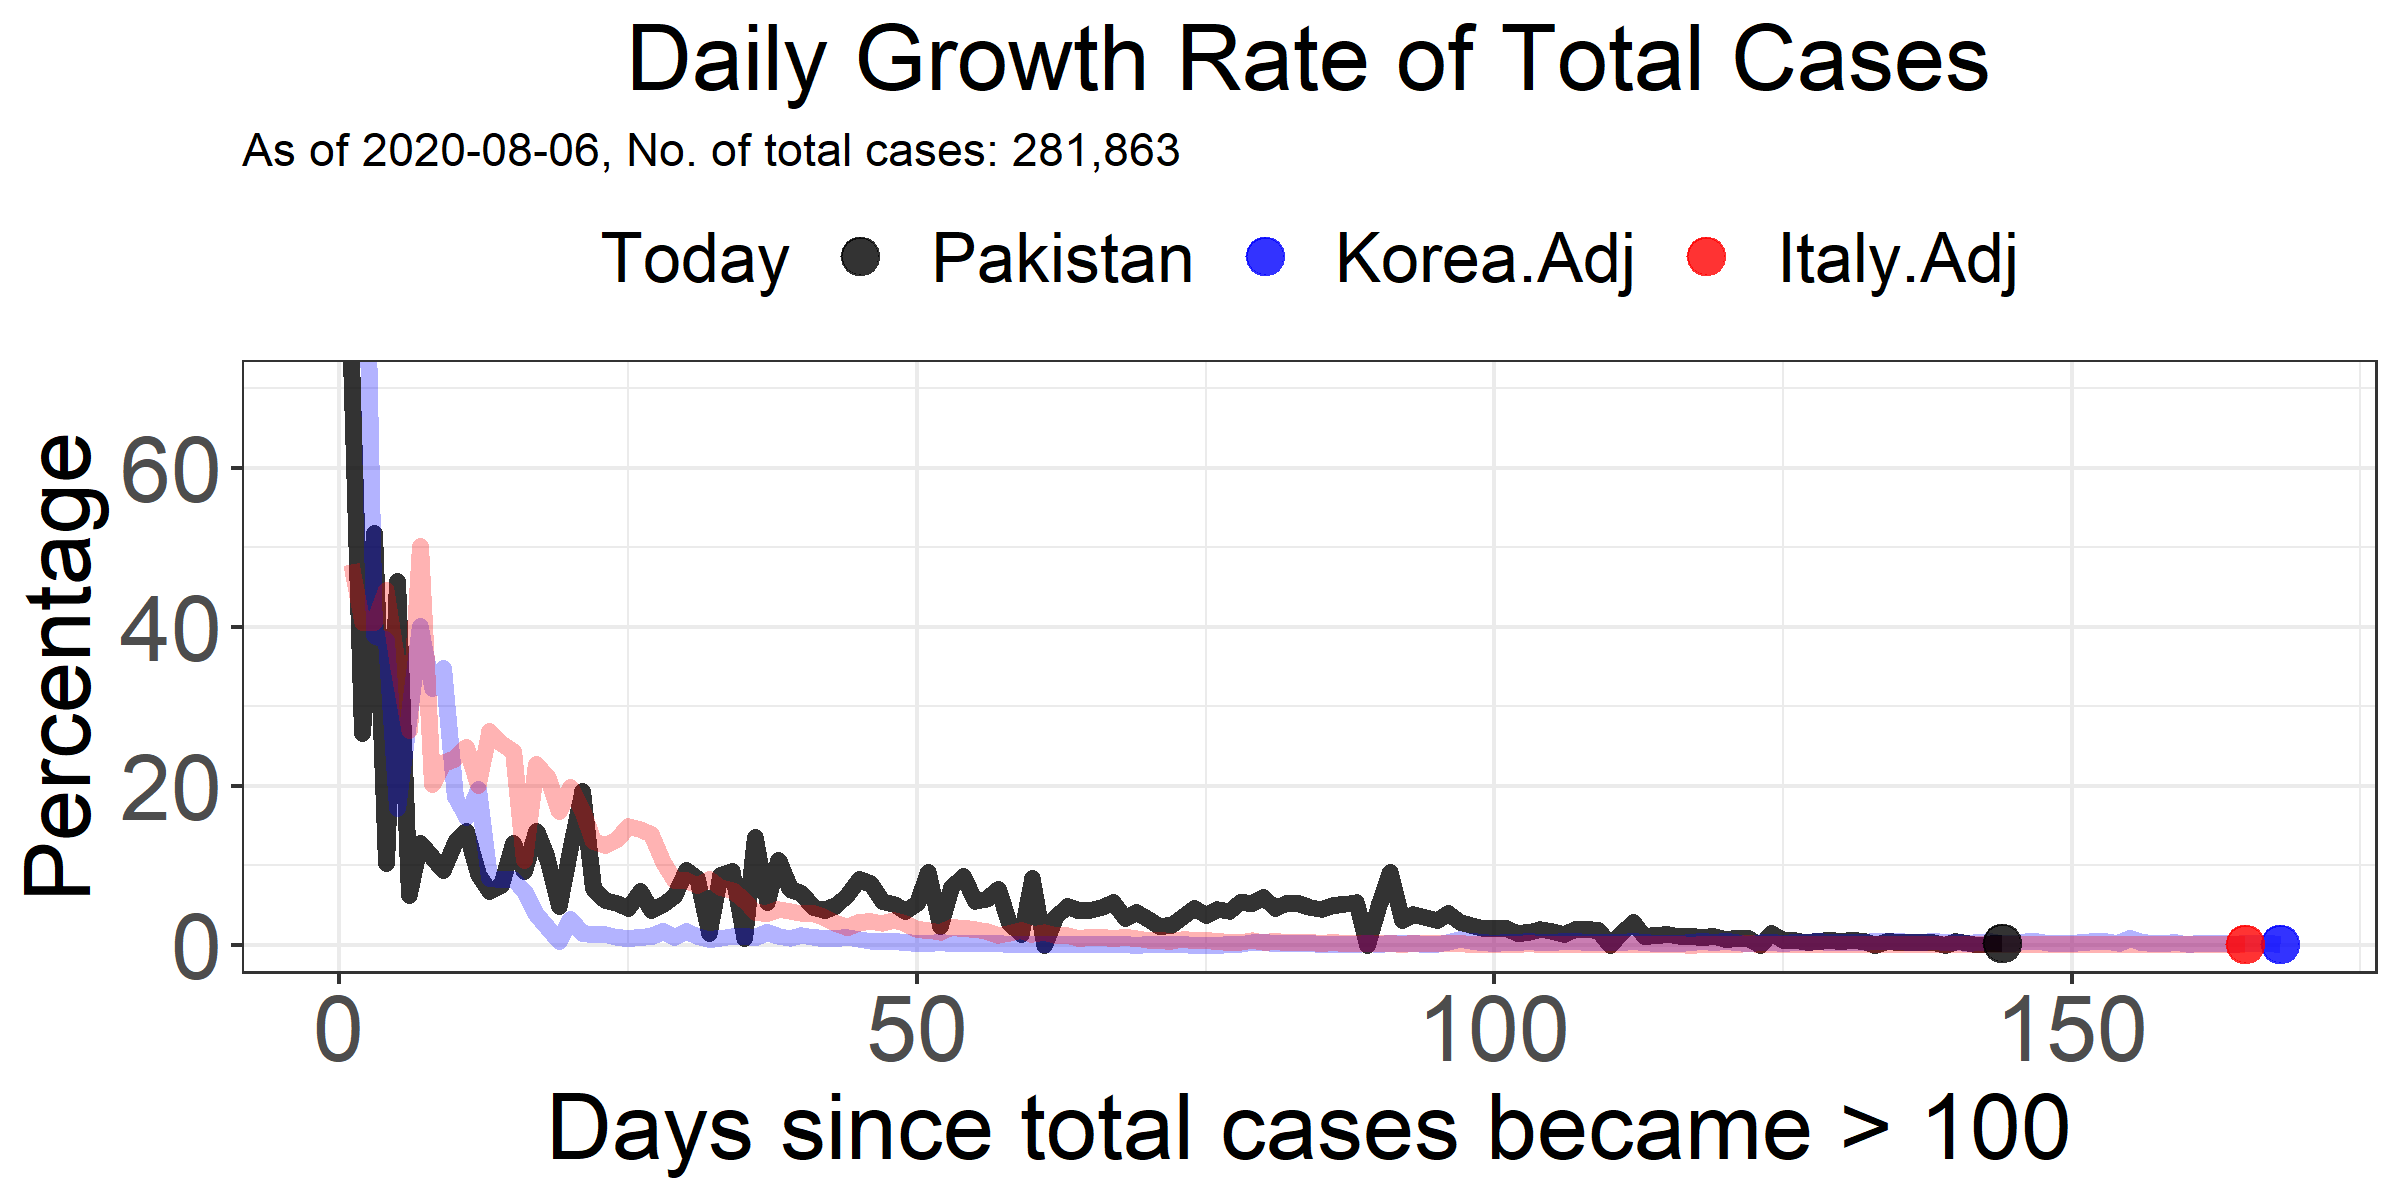 Daily Growth Rate of Total Cases
As of 2020-08-06, No. of total cases: 281,863
Today Pakistan Korea.Adj Italy.Adj
Percentage
60
40
20
0
0 50 100 150
Days since total cases became > 100